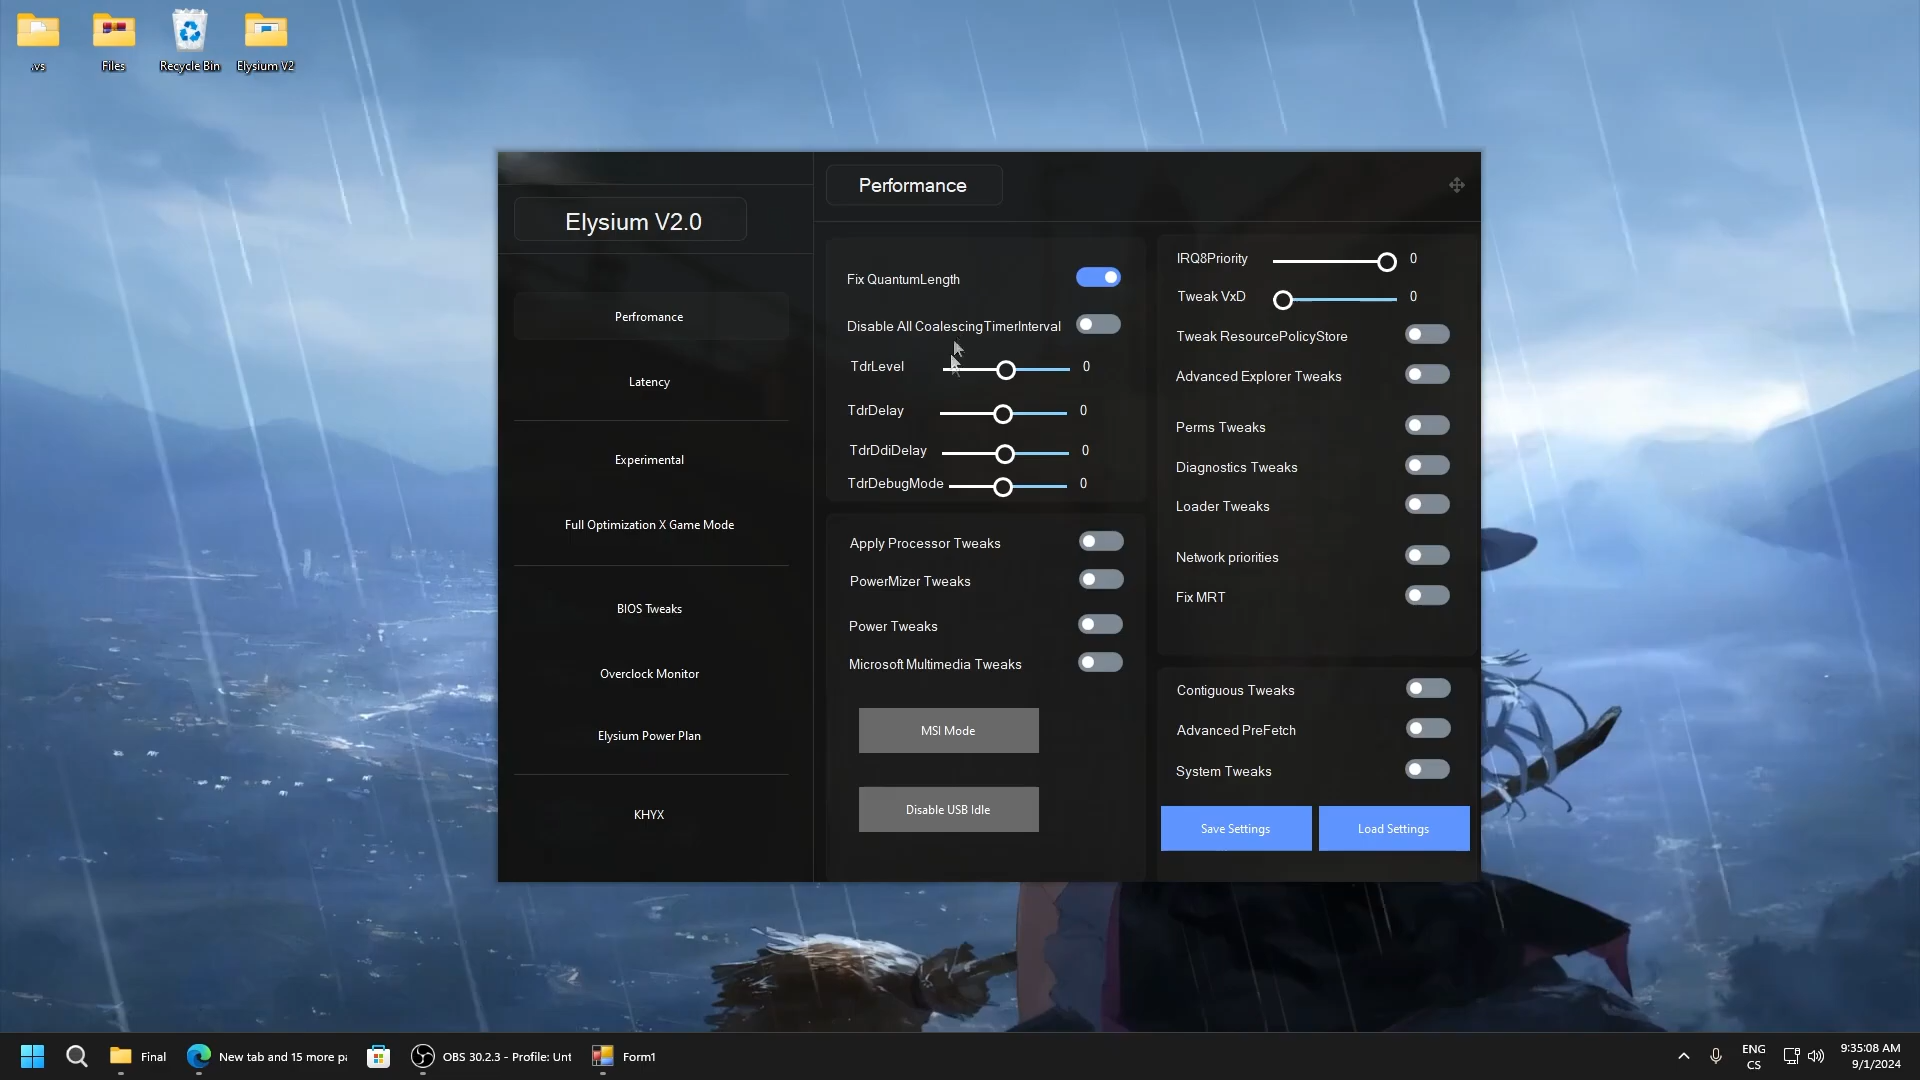 .vs
Files
Recycle Bin
Elysium V2
Performance
Elysium V2.0
Perfromance
Latency
Experimental
Full Optimization X Game Mode
BIOS Tweaks
Overclock Monitor
Elysium Power Plan
KHYX
Fix QuantumLength
Disable All CoalescingTimerInterval
TdrLevel 0
TdrDelay 0
TdrDdiDelay 0
TdrDebugMode 0
Apply Processor Tweaks
PowerMizer Tweaks
Power Tweaks
Microsoft Multimedia Tweaks
MSI Mode
Disable USB Idle
IRQ8Priority 0
Tweak VxD 0
Tweak ResourcePolicyStore
Advanced Explorer Tweaks
Perms Tweaks
Diagnostics Tweaks
Loader Tweaks
Network priorities
Fix MRT
Contiguous Tweaks
Advanced PreFetch
System Tweaks
Save Settings
Load Settings
Final
New tab and 15 more pa
OBS 30.2.3 - Profile: Unt
Form1
ENG
CS
9:35:08 AM
9/1/2024